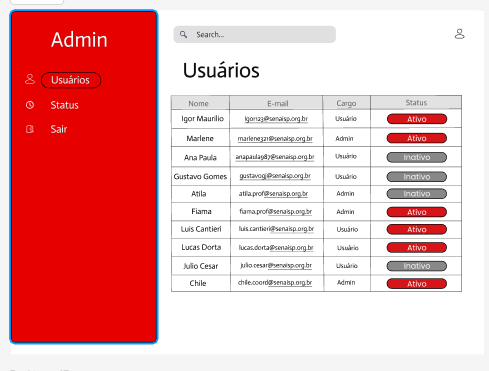 Admin
Usuários
Status
Sair
Search...
Usuários
Nome E-mail Cargo Status
Igor Maurilio Igor123@senaisp.org.br Usuário Ativo
Marlene marlene321@senaisp.org.br Admin Ativo
Ana Paula anapaula987@senaisp.org.br Usuário Inativo
Gustavo Gomes gustavogj@senaisp.org.br Usuário Inativo
Atila atila.prof@senaisp.org.br Admin Inativo
Fiama fiama.prof@senaisp.org.br Admin Ativo
Luis Cantieri luis.cantieri@senaisp.org.br Usuário Ativo
Lucas Dorta lucas.dorta@senaisp.org.br Usuário Ativo
Julio Cesar julio.cesar@senaisp.org.br Usuário Inativo
Chile chile.coord@senaisp.org.br Admin Ativo